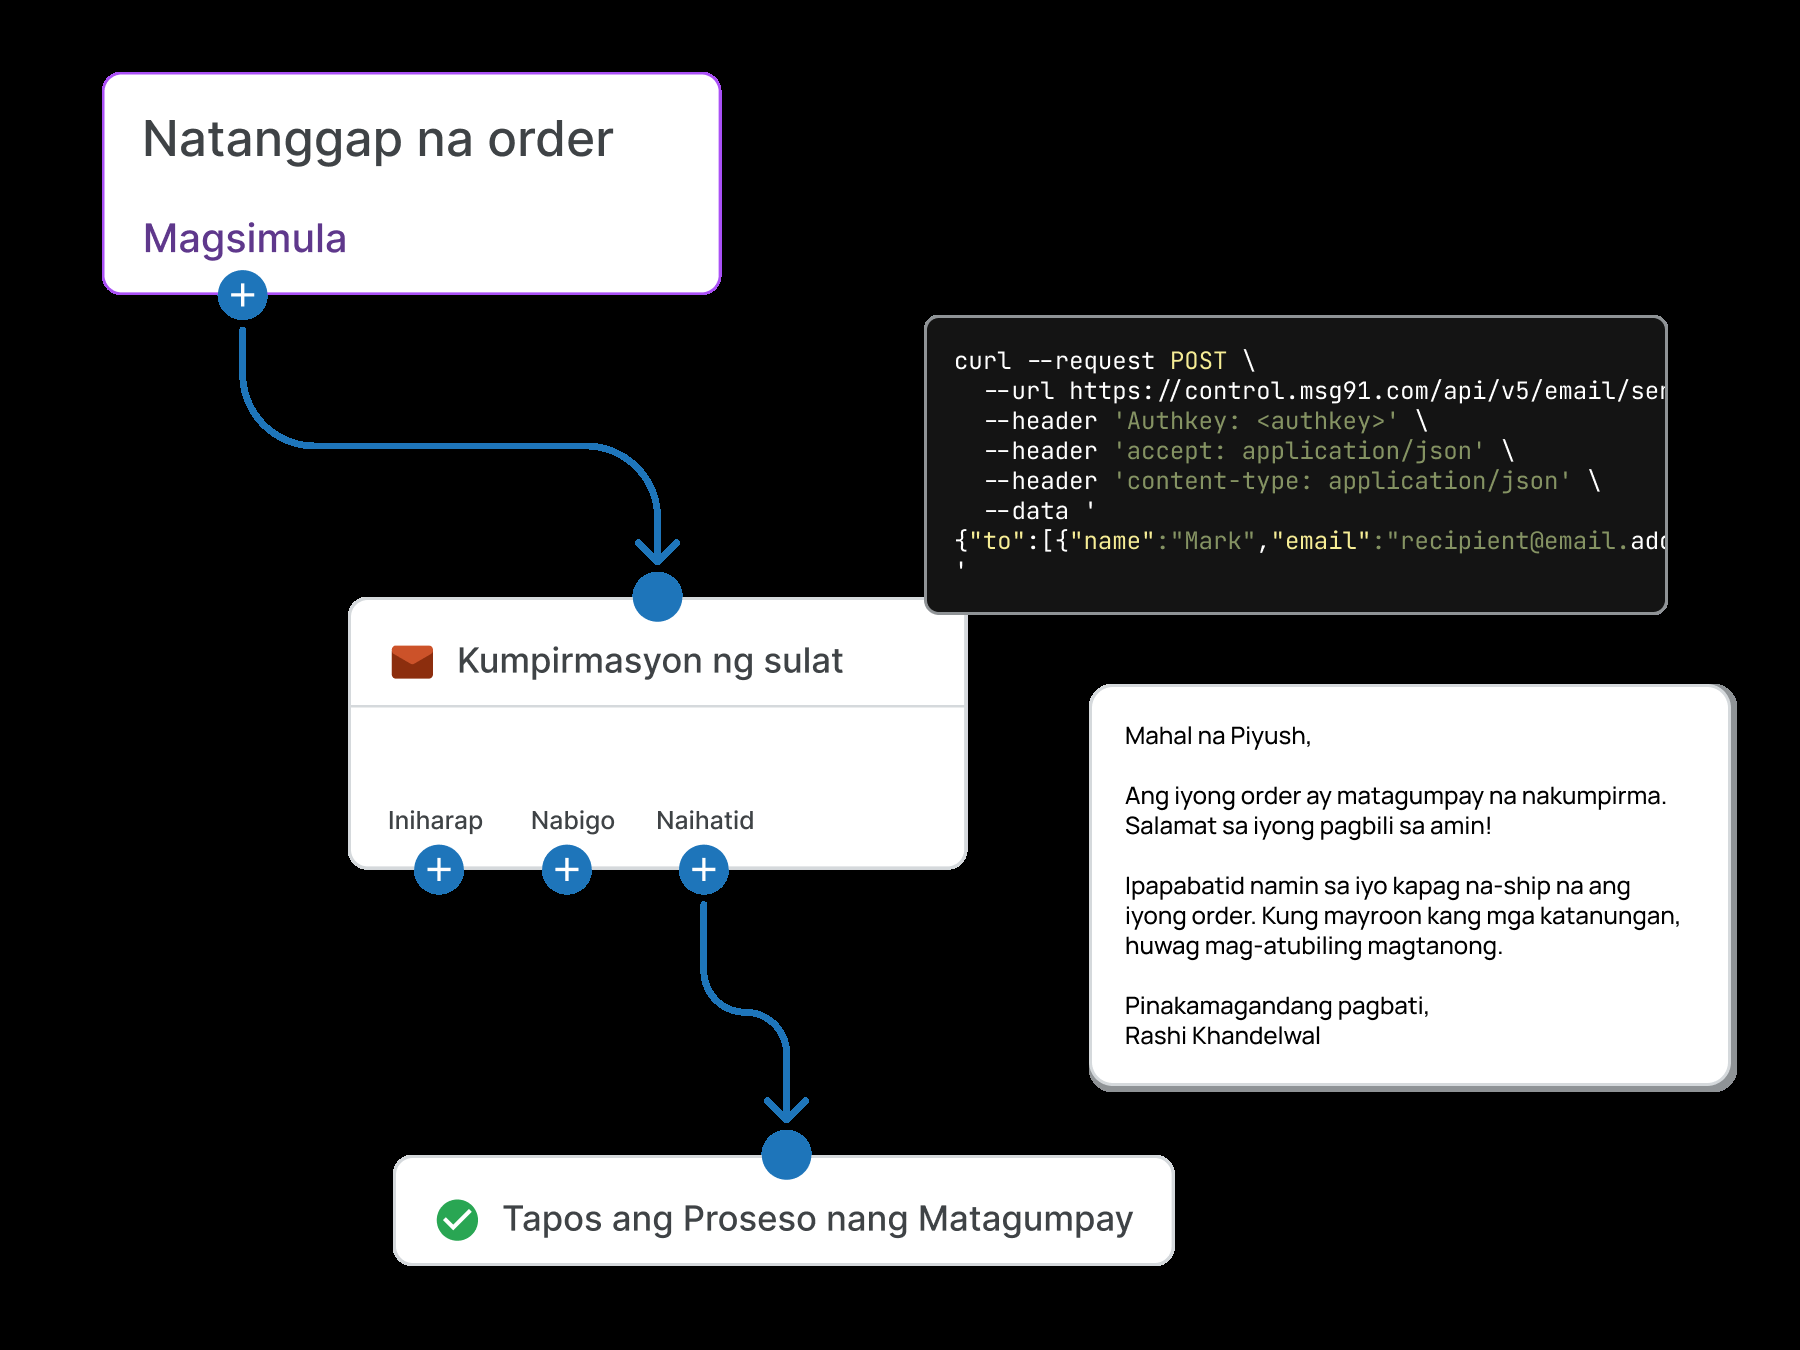 Natanggap na order
Magsimula
curl --request POST \
--url https://control.msg91.com/api/v5/email/ser
--header 'Authkey: <authkey>' \
--header 'accept: application/json' \
--header 'content-type: application/json' \
--data '
{"to":[{"name":"Mark","email":"recipient@email.add
'
Kumpirmasyon ng sulat
Iniharap Nabigo Naihatid
Mahal na Piyush,
Ang iyong order ay matagumpay na nakumpirma.
Salamat sa iyong pagbili sa amin!
Ipapabatid namin sa iyo kapag na-ship na ang
iyong order. Kung mayroon kang mga katanungan,
huwag mag-atubiling magtanong.
Pinakamagandang pagbati,
Rashi Khandelwal
Tapos ang Proseso nang Matagumpay